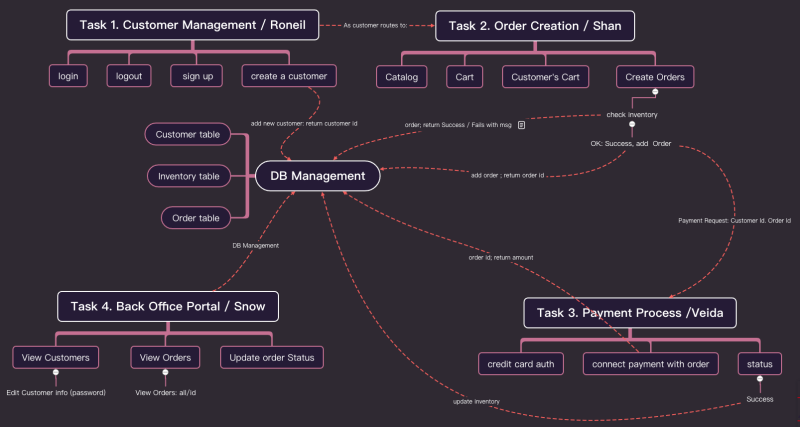 Task 1. Customer Management / Roneil
As customer routes to:
Task 2. Order Creation / Shan
login
logout
sign up
create a customer
Catalog
Cart
Customer's Cart
Create Orders
check inventory
add new customer: return customer id
order; return Success / Fails with msg
OK: Success, add Order
Customer table
Inventory table
Order table
DB Management
add order ; return order id
Payment Request: Customer Id. Order Id
DB Management
order id; return amount
Task 4. Back Office Portal / Snow
Task 3. Payment Process /Veida
View Customers
View Orders
Update order Status
credit card auth
connect payment with order
status
Edit Customer info (password)
View Orders: all/id
update inventory
Success